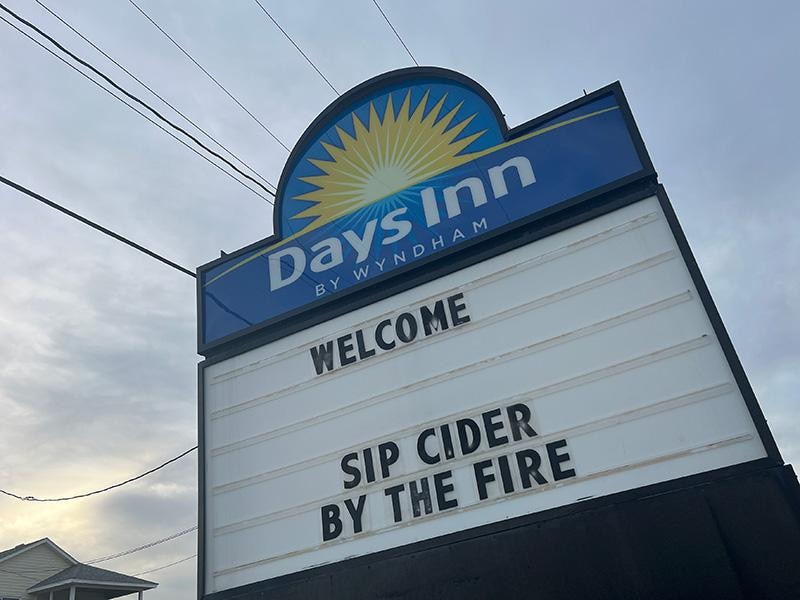 Days Inn
BY WYNDHAM
WELCOME
SIP CIDER
BY THE FIRE